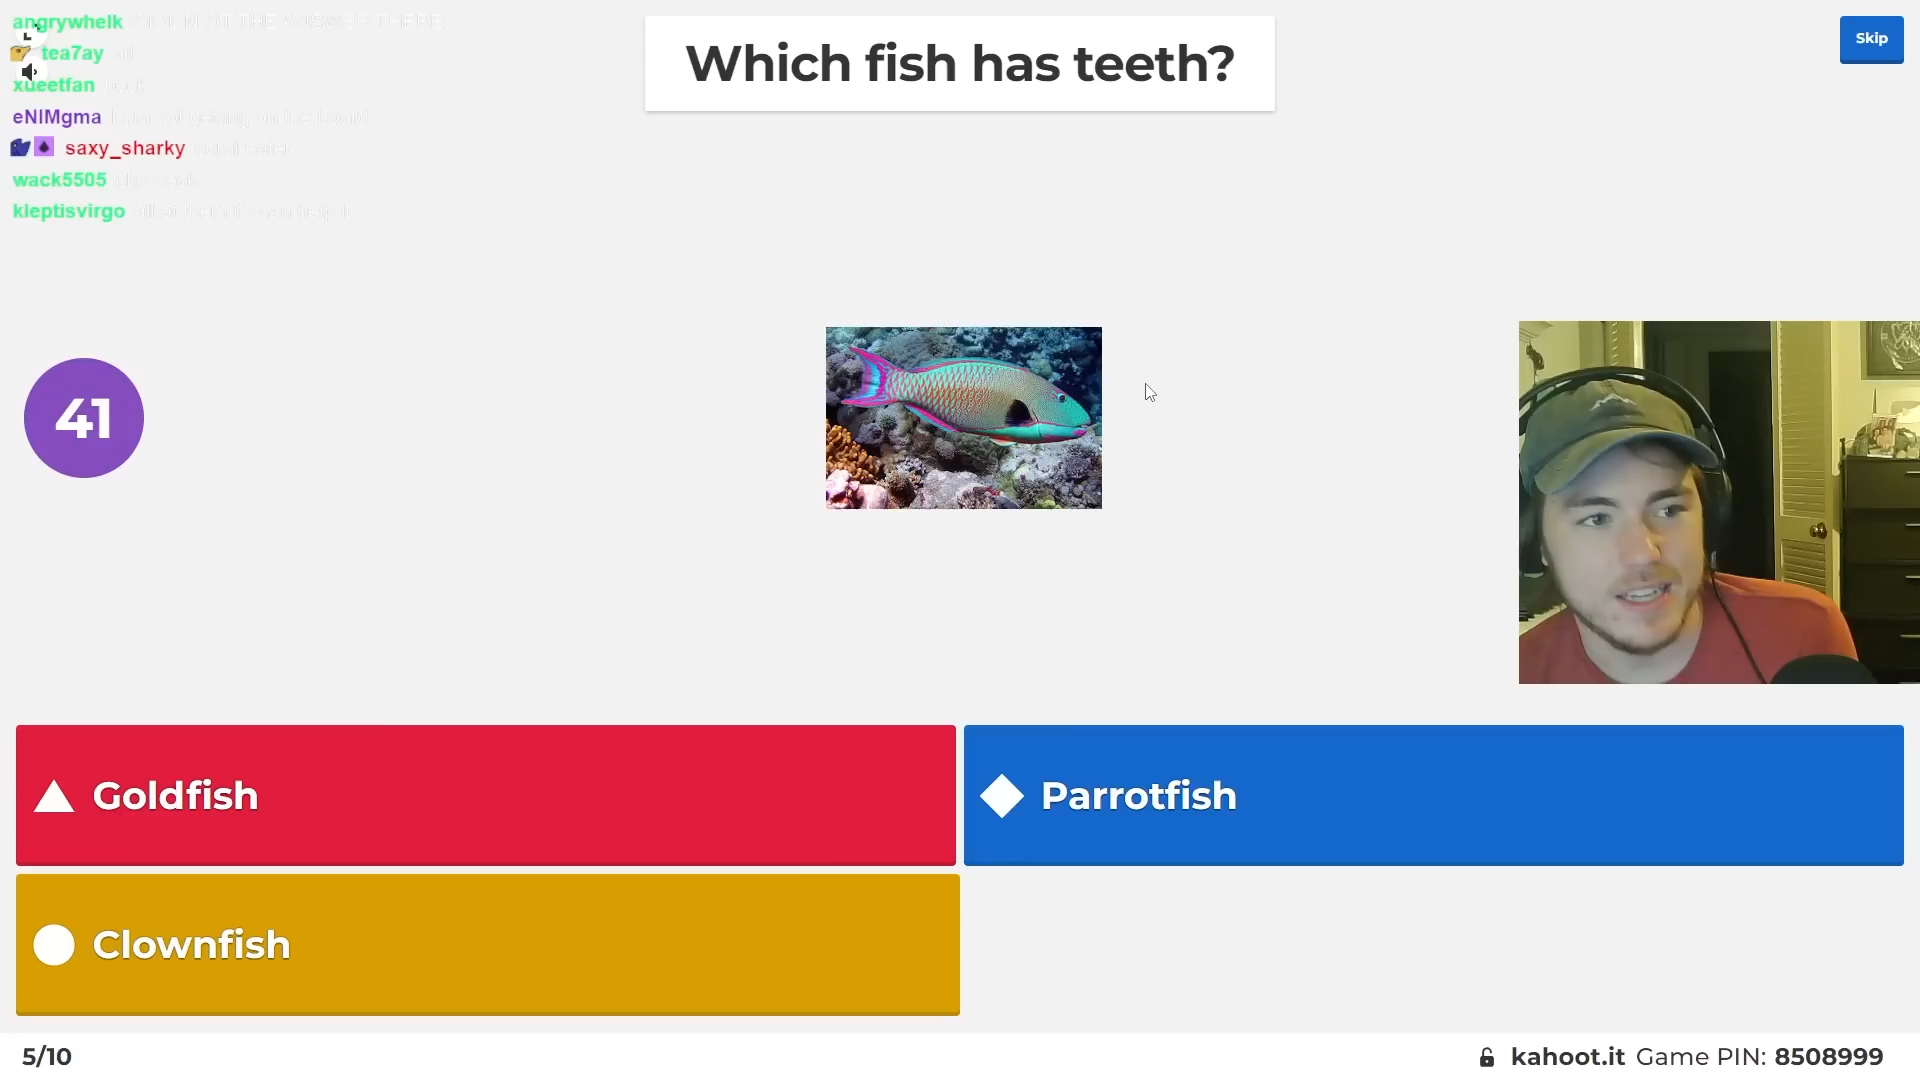 angrywhelk
Which fish has teeth?
Skip
tea7ay all
xueetfan
eNIMgma
saxy_sharky
wack5505
kleptisvirgo
41
Goldfish
Parrotfish
Clownfish
5/10
kahoot.it Game PIN: 8508999